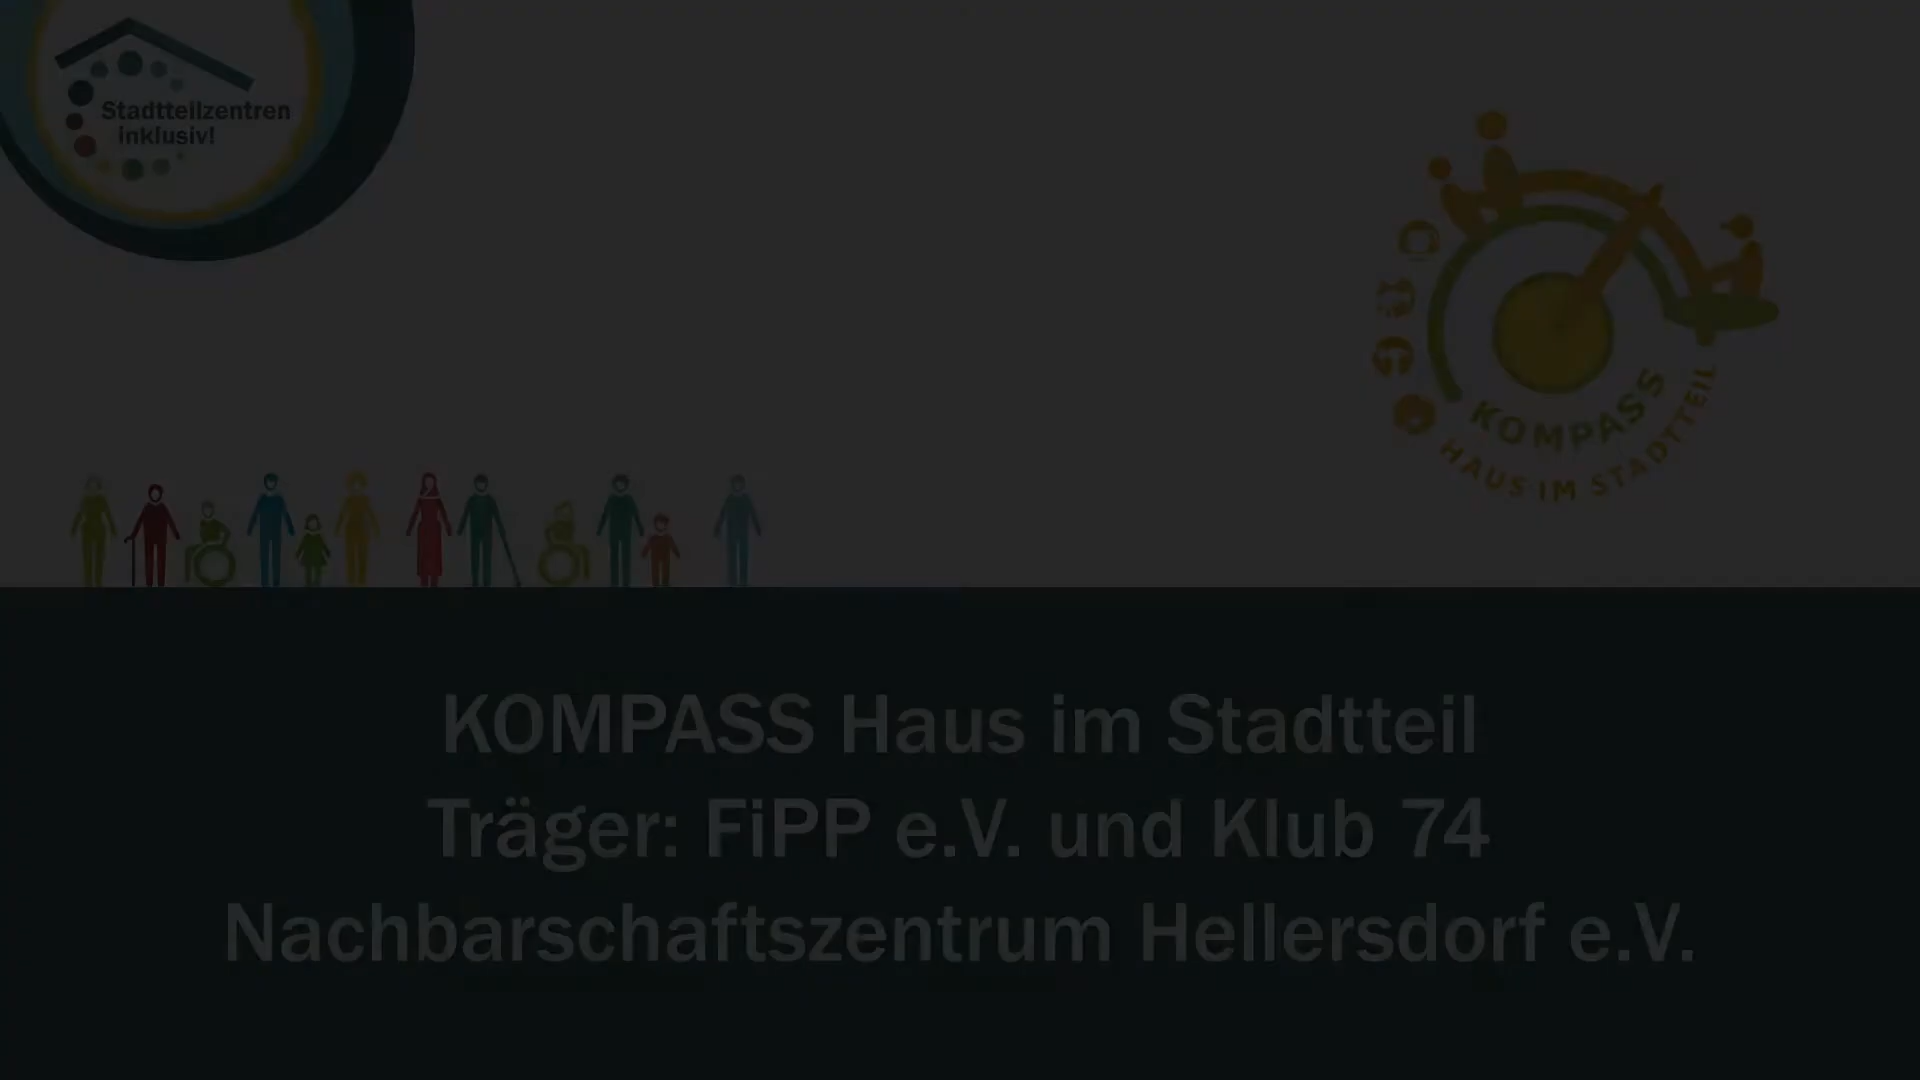 Stadtteilzentren
inklusiv!
KOMPASS
HAUS IM STADTTEIL
KOMPASS Haus im Stadtteil
Träger: FiPP e.V. und Klub 74
Nachbarschaftszentrum Hellersdorf e.V.